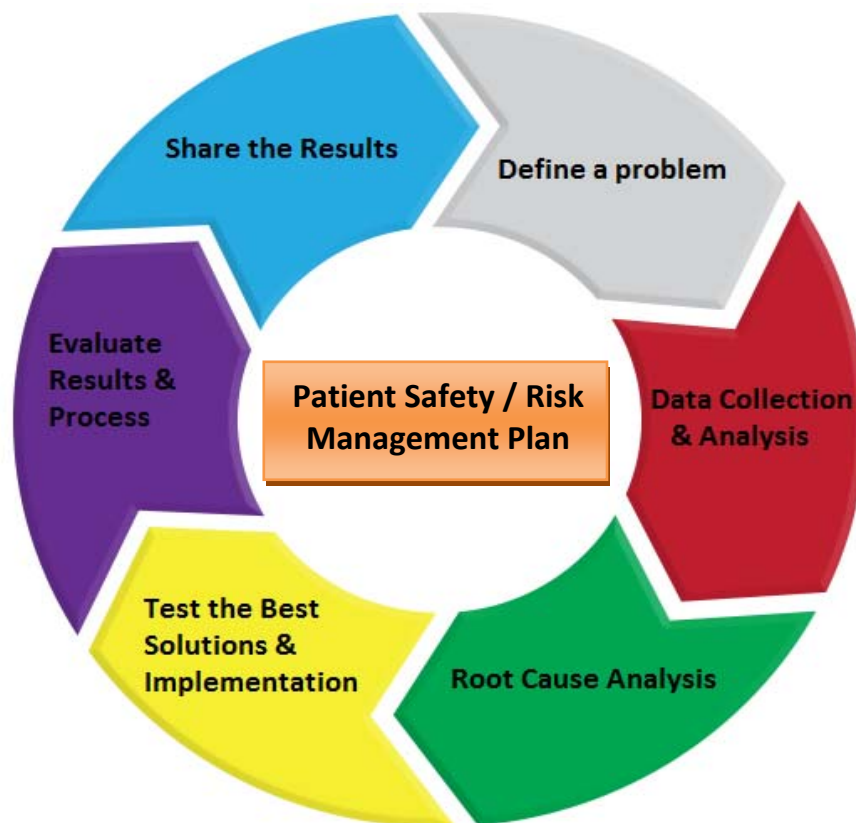 Share the Results
Define a problem
Data Collection
& Analysis
Root Cause Analysis
Test the Best
Solutions &
Implementation
Evaluate
Results &
Process
Patient Safety / Risk
Management Plan